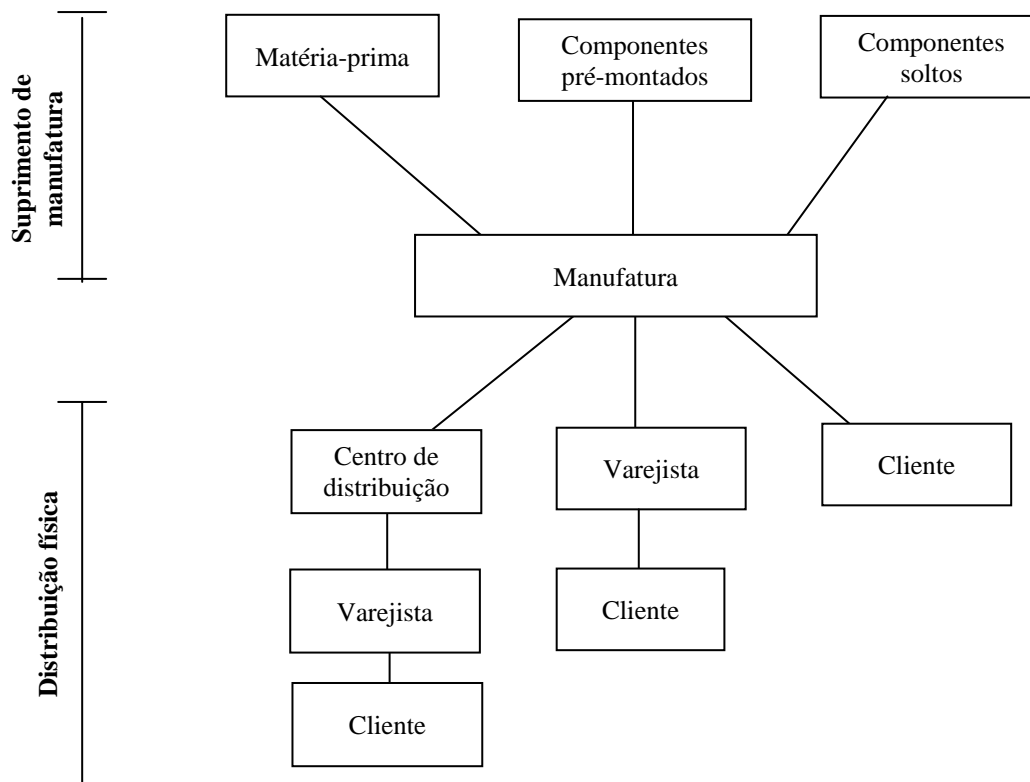 Suprimento de
manufatura
Matéria-prima
Componentes
pré-montados
Componentes
soltos
Manufatura
Distribuição física
Centro de
distribuição
Varejista
Cliente
Varejista
Cliente
Cliente